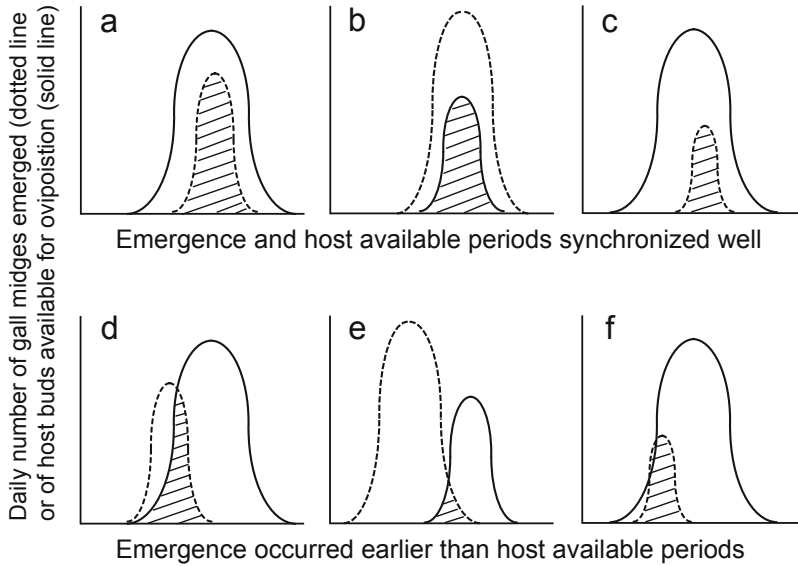 Daily number of gall midges emerged (dotted line
or of host buds available for ovipoistion (solid line)
a
b
c
Emergence and host available periods synchronized well
d
e
f
Emergence occurred earlier than host available periods